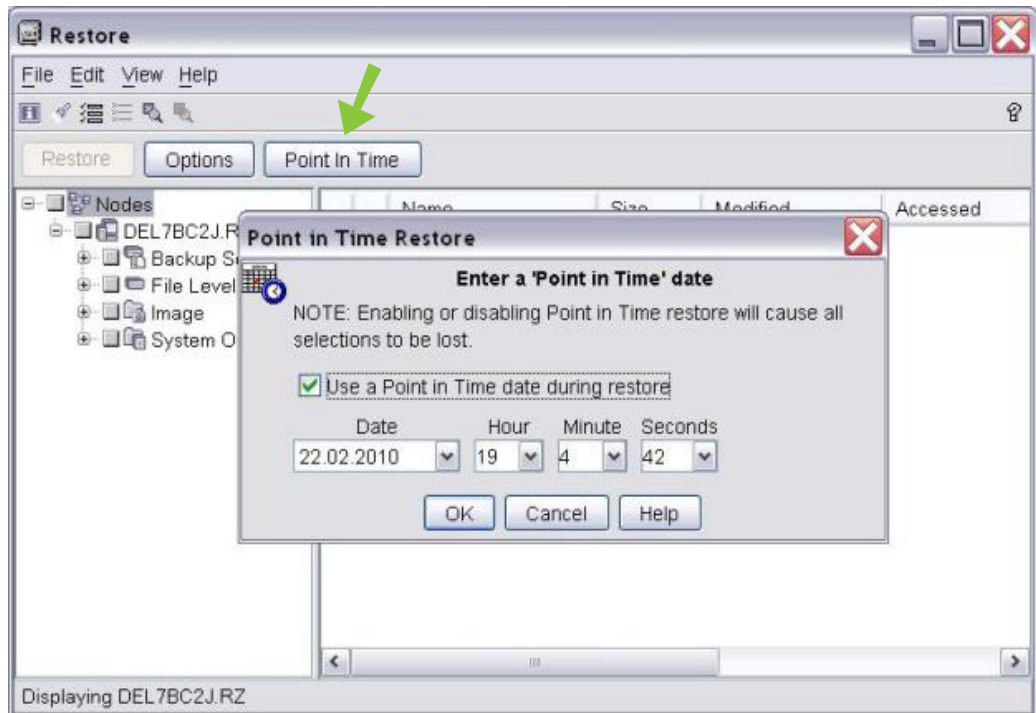 Restore
File Edit View Help
Restore Options Point In Time
Nodes
DEL7BC2J.R
Backup S
File Level
Image
System O
Name Size Modified Accessed
Point in Time Restore
Enter a 'Point in Time' date
NOTE: Enabling or disabling Point in Time restore will cause all
selections to be lost.
Use a Point in Time date during restore
Date Hour Minute Seconds
22.02.2010 19 4 42
OK Cancel Help
Displaying DEL7BC2J.RZ